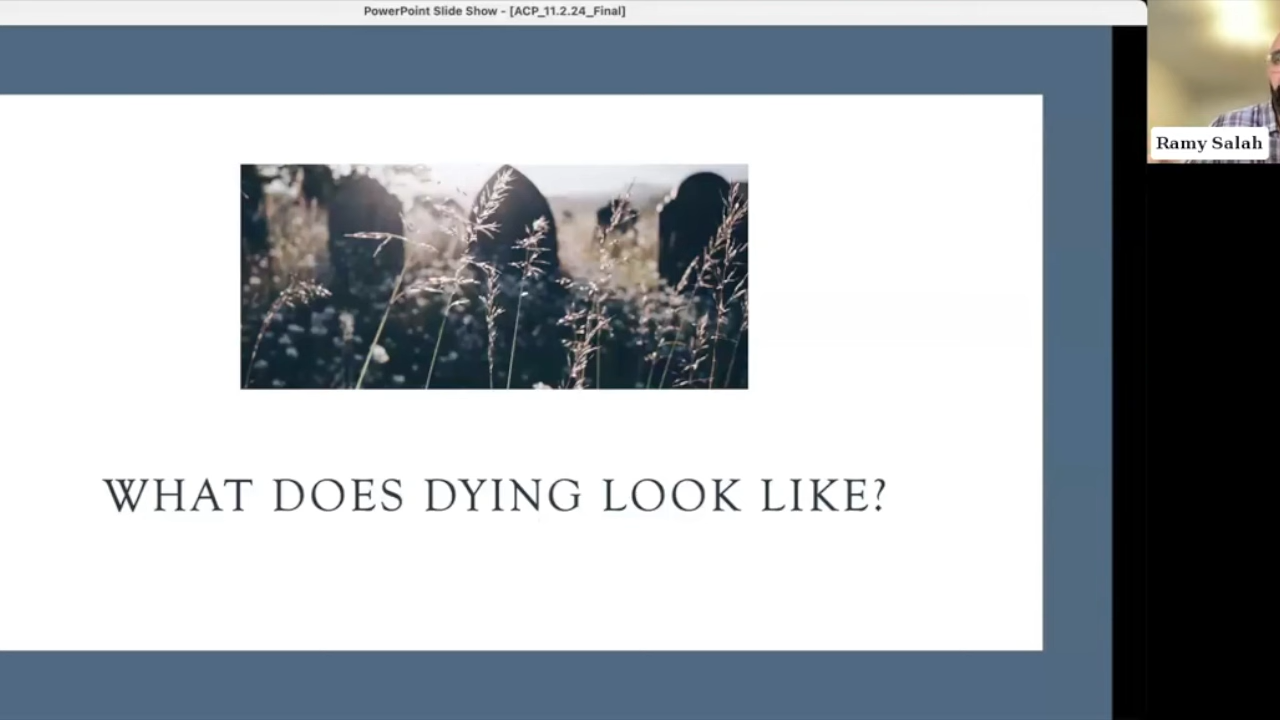 PowerPoint Slide Show - [ACP_11.2.24_Final]
Ramy Salah
WHAT DOES DYING LOOK LIKE?